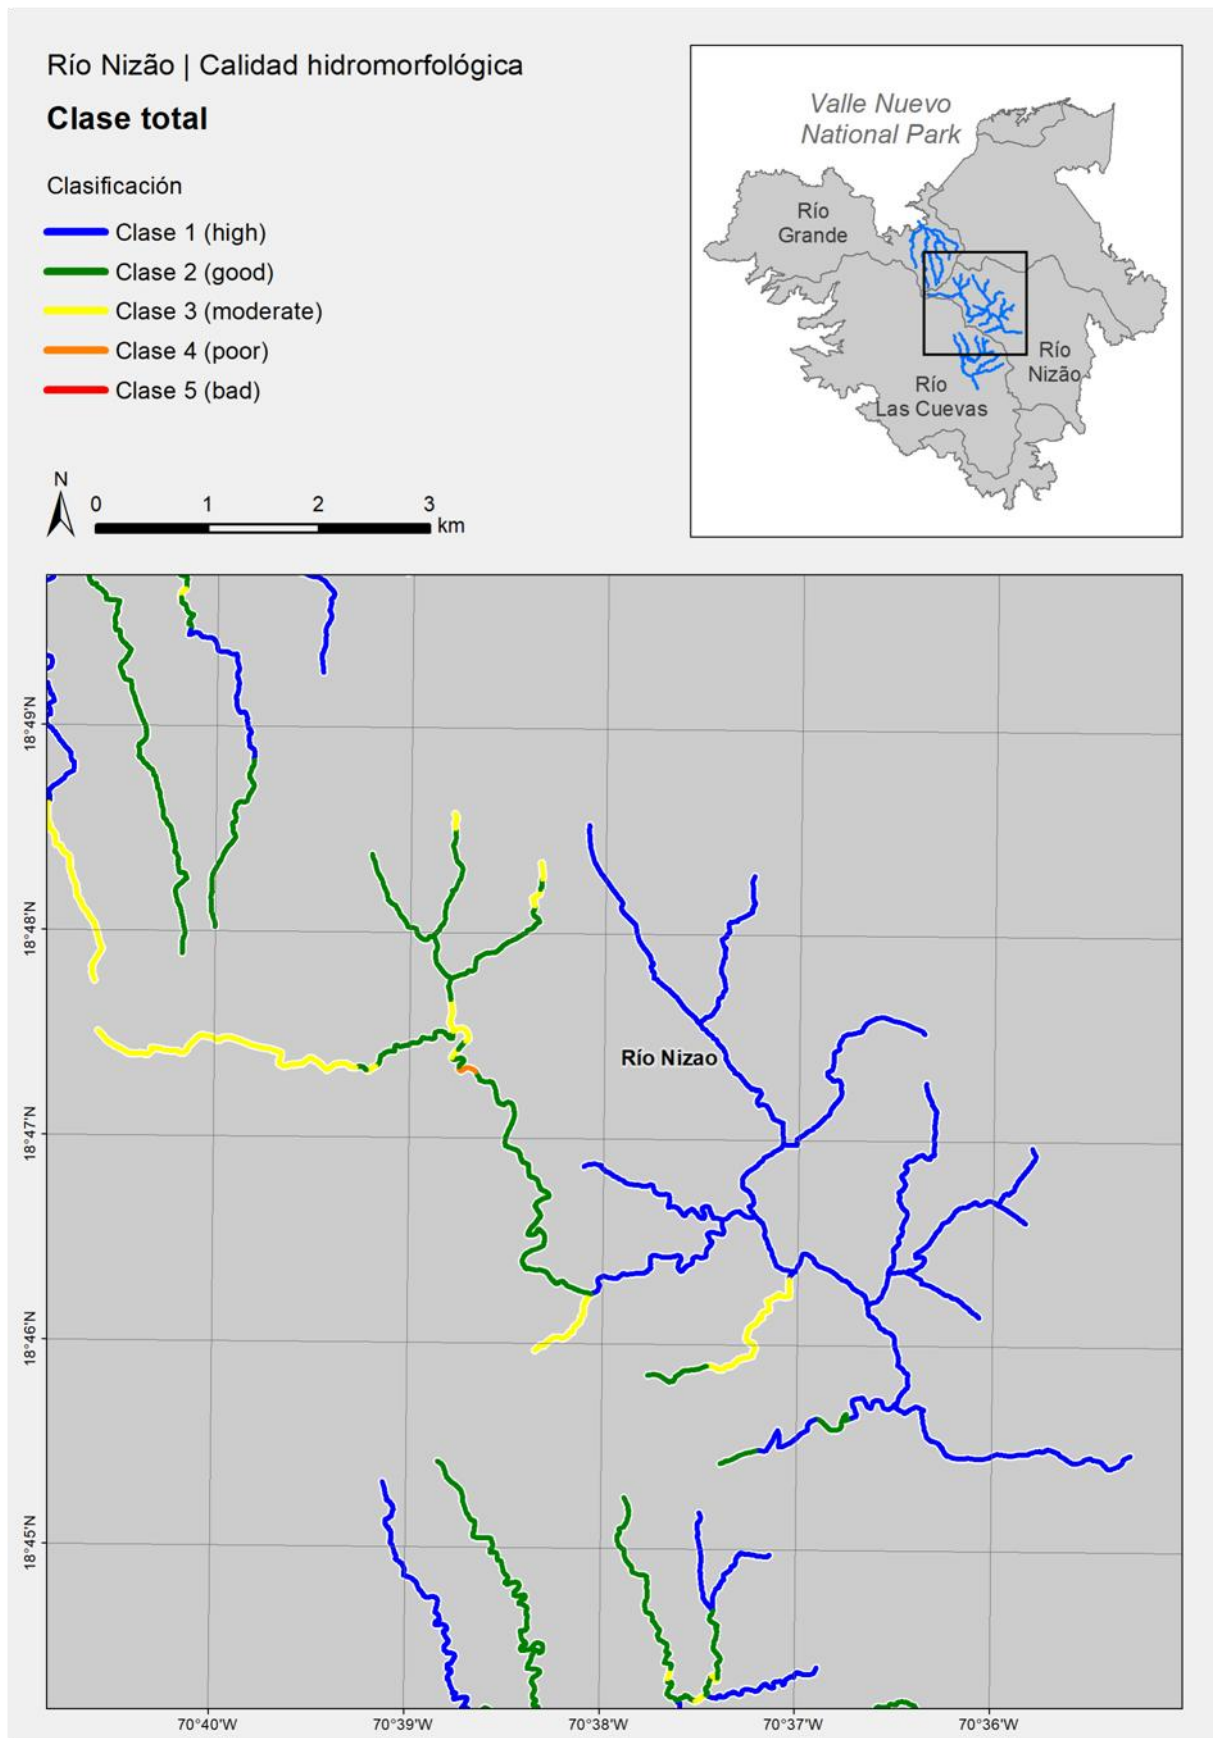 Río Nizão | Calidad hidromorfológica
Clase total
Clasificación
Clase 1 (high)
Clase 2 (good)
Clase 3 (moderate)
Clase 4 (poor)
Clase 5 (bad)
N
0 1 2 3
km
Valle Nuevo
National Park
Río
Grande
Río
Nizão
Río
Las Cuevas
18°49'N
18°48'N
18°47'N
18°46'N
18°45'N
Río Nizao
70°40'W 70°39'W 70°38'W 70°37'W 70°36'W